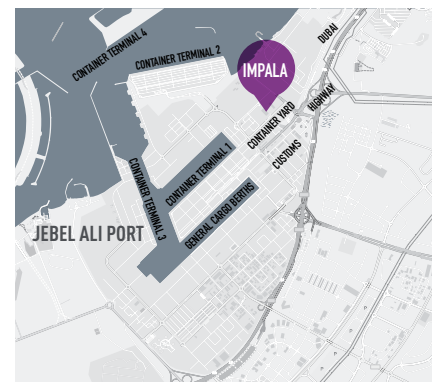 CONTAINER TERMINAL 4
CONTAINER TERMINAL 2
DUBAI
IMPALA
HIGHWAY
CONTAINER YARD
CUSTOMS
CONTAINER TERMINAL 1
CONTAINER TERMINAL 3
GENERAL CARGO BERTHS
JEBEL ALI PORT